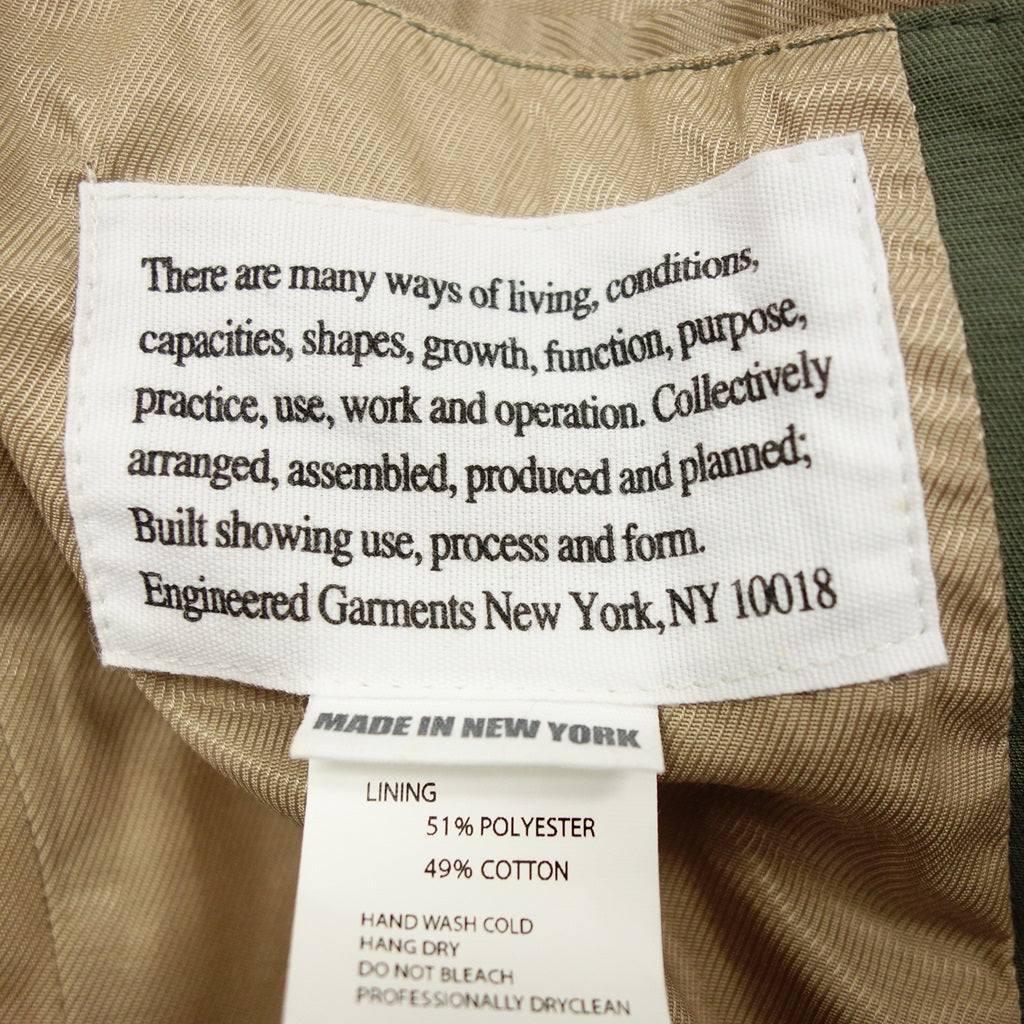 There are many ways of living, conditions,
capacities, shapes, growth, function, purpose,
practice, use, work and operation. Collectively
arranged, assembled, produced and planned;
Built showing use, process and form.
Engineered Garments New York, NY 10018
MADE IN NEW YORK
LINING
51% POLYESTER
49% COTTON
HAND WASH COLD
HANG DRY
DO NOT BLEACH
PROFESSIONALLY DRYCLEAN